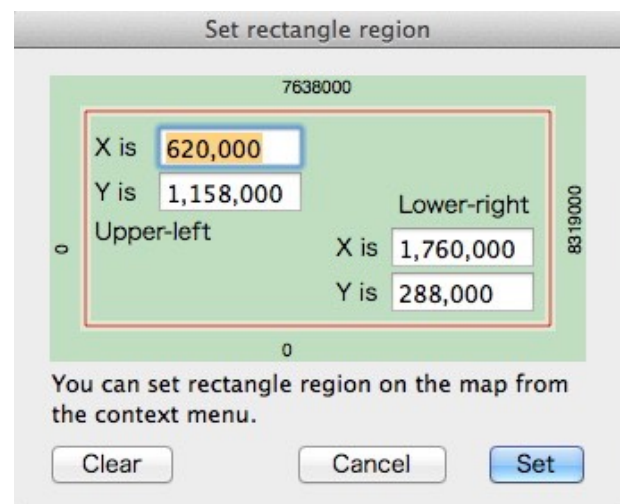 Set rectangle region
7638000
X is 620,000
Y is 1,158,000
Upper-left
Lower-right
X is 1,760,000
Y is 288,000
0
8319000
0
You can set rectangle region on the map from
the context menu.
Clear Cancel Set